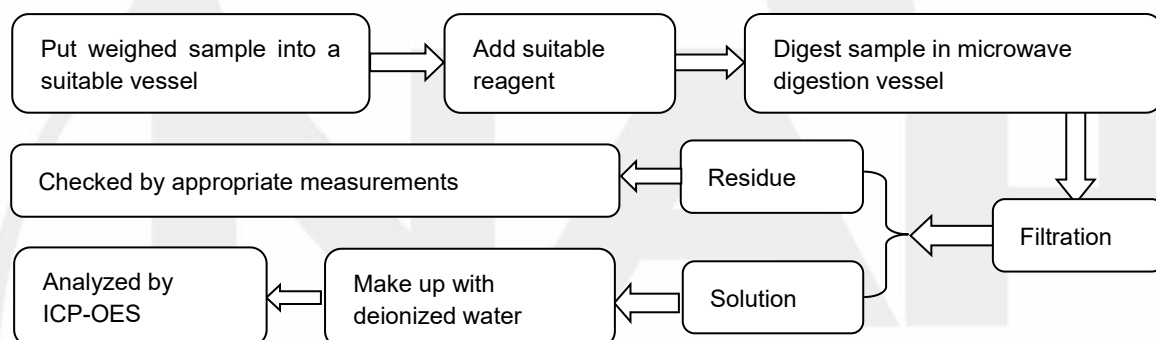 Put weighed sample into a
suitable vessel
Add suitable
reagent
Digest sample in microwave
digestion vessel
Filtration
Residue
Checked by appropriate measurements
Solution
Make up with
deionized water
Analyzed by
ICP-OES